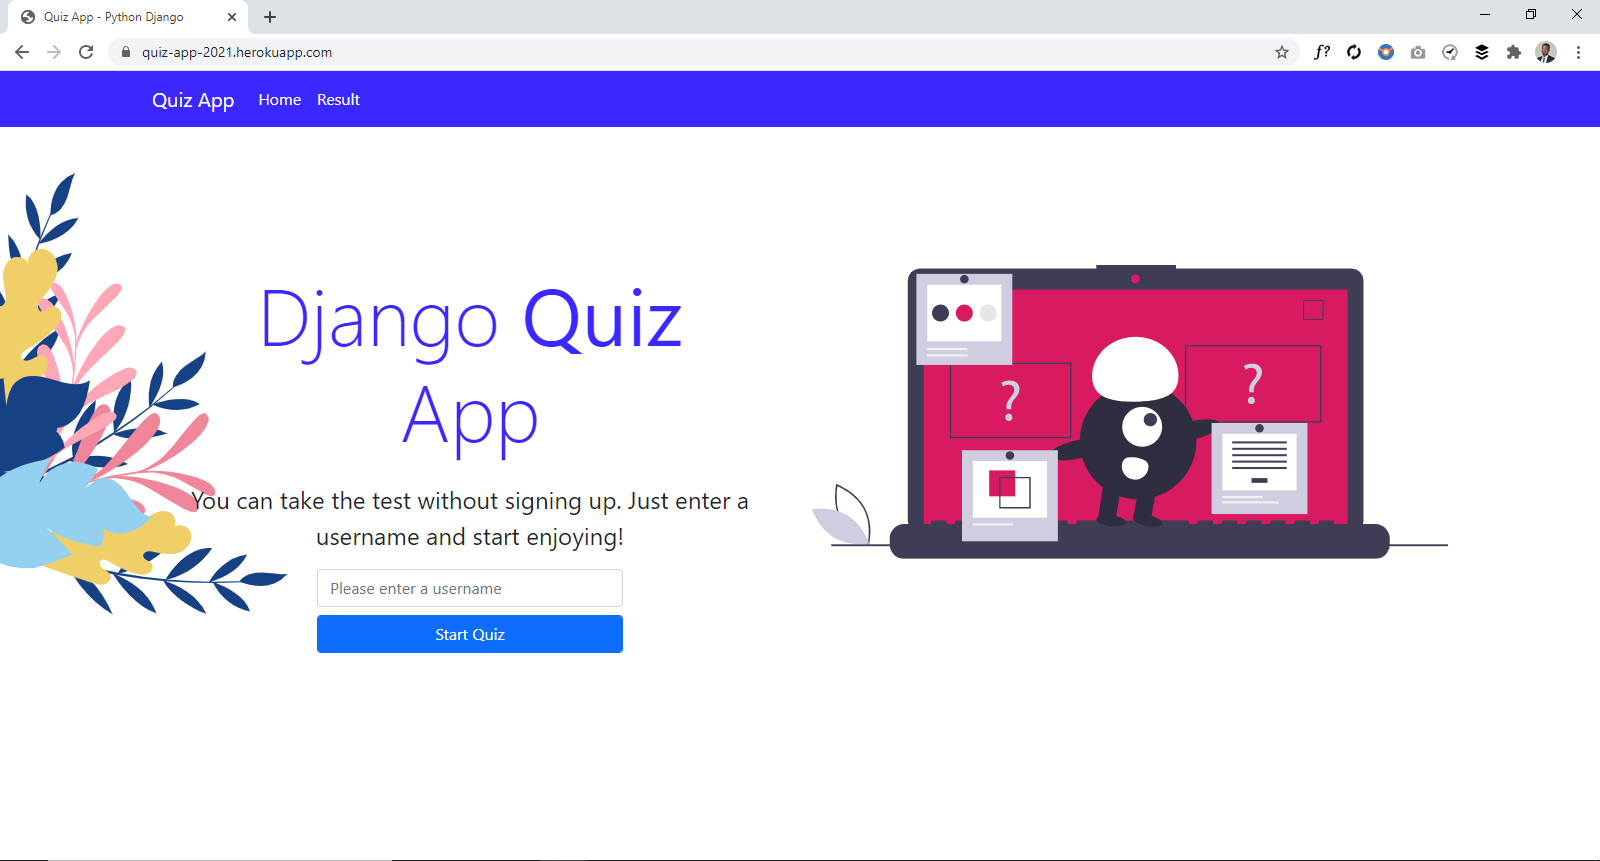 Quiz App - Python Django
quiz-app-2021.herokuapp.com
f?
Quiz App Home Result
Django Quiz
App
? ?
You can take the test without signing up. Just enter a
username and start enjoying!
Please enter a username
Start Quiz